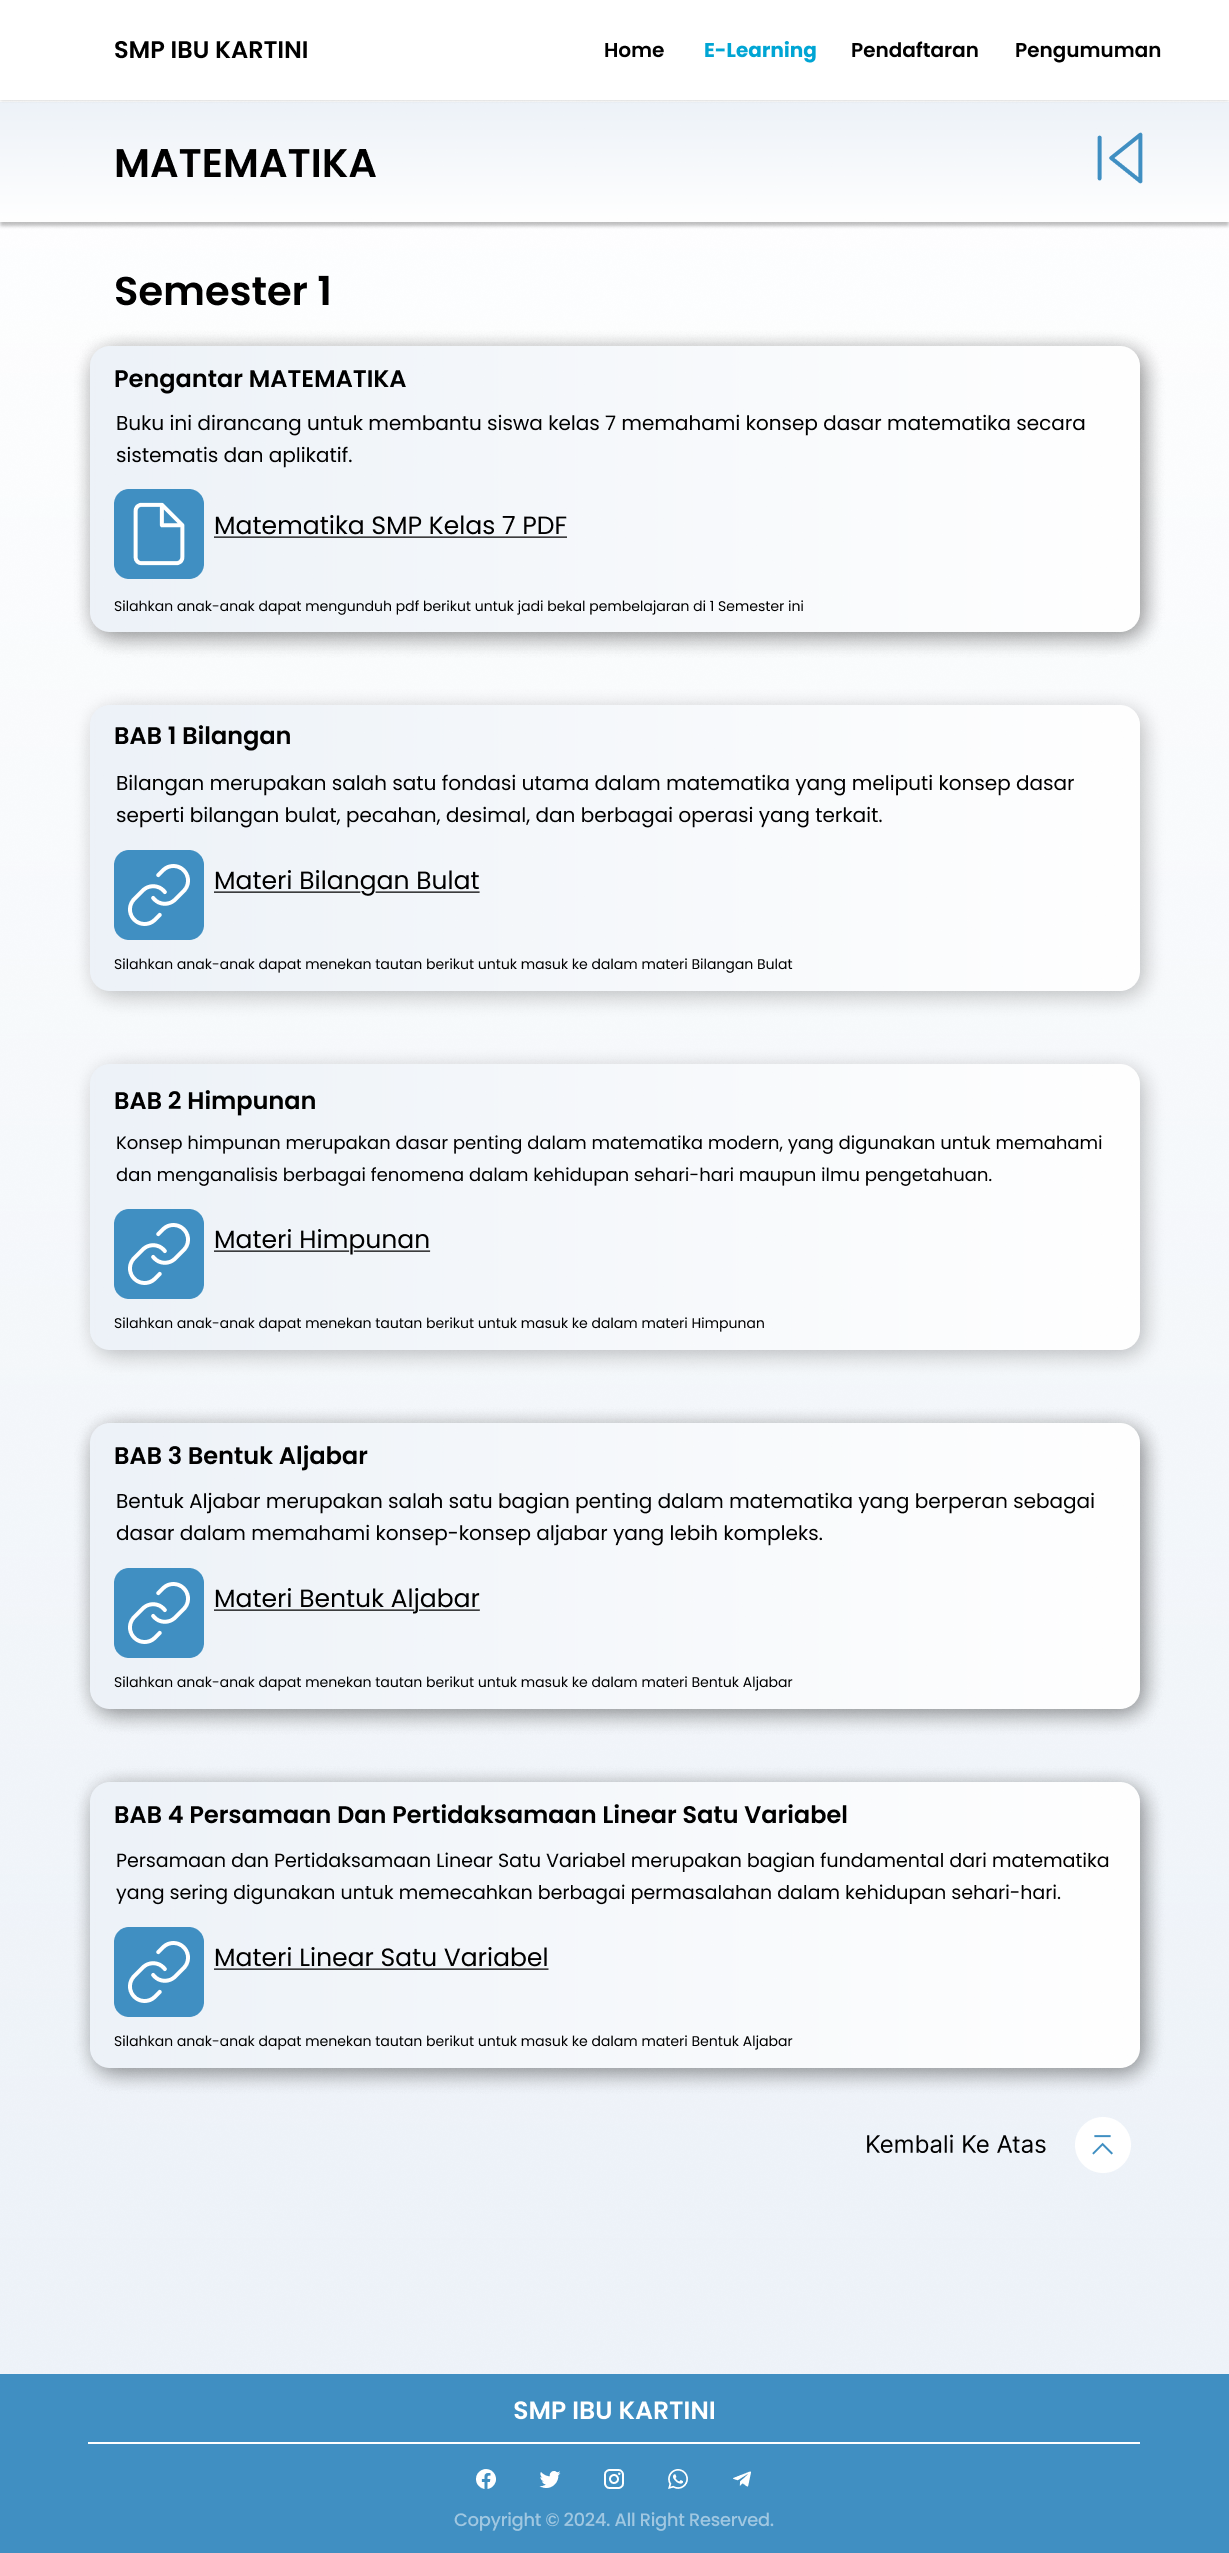 SMP IBU KARTINI
Home E-Learning Pendaftaran Pengumuman
MATEMATIKA
Semester 1
Pengantar MATEMATIKA
Buku ini dirancang untuk membantu siswa kelas 7 memahami konsep dasar matematika secara
sistematis dan aplikatif.
Matematika SMP Kelas 7 PDF
Silahkan anak-anak dapat mengunduh pdf berikut untuk jadi bekal pembelajaran di 1 Semester ini
BAB 1 Bilangan
Bilangan merupakan salah satu fondasi utama dalam matematika yang meliputi konsep dasar
seperti bilangan bulat, pecahan, desimal, dan berbagai operasi yang terkait.
Materi Bilangan Bulat
Silahkan anak-anak dapat menekan tautan berikut untuk masuk ke dalam materi Bilangan Bulat
BAB 2 Himpunan
Konsep himpunan merupakan dasar penting dalam matematika modern, yang digunakan untuk memahami
dan menganalisis berbagai fenomena dalam kehidupan sehari-hari maupun ilmu pengetahuan.
Materi Himpunan
Silahkan anak-anak dapat menekan tautan berikut untuk masuk ke dalam materi Himpunan
BAB 3 Bentuk Aljabar
Bentuk Aljabar merupakan salah satu bagian penting dalam matematika yang berperan sebagai
dasar dalam memahami konsep-konsep aljabar yang lebih kompleks.
Materi Bentuk Aljabar
Silahkan anak-anak dapat menekan tautan berikut untuk masuk ke dalam materi Bentuk Aljabar
BAB 4 Persamaan Dan Pertidaksamaan Linear Satu Variabel
Persamaan dan Pertidaksamaan Linear Satu Variabel merupakan bagian fundamental dari matematika
yang sering digunakan untuk memecahkan berbagai permasalahan dalam kehidupan sehari-hari.
Materi Linear Satu Variabel
Silahkan anak-anak dapat menekan tautan berikut untuk masuk ke dalam materi Bentuk Aljabar
Kembali Ke Atas
SMP IBU KARTINI
Copyright © 2024. All Right Reserved.